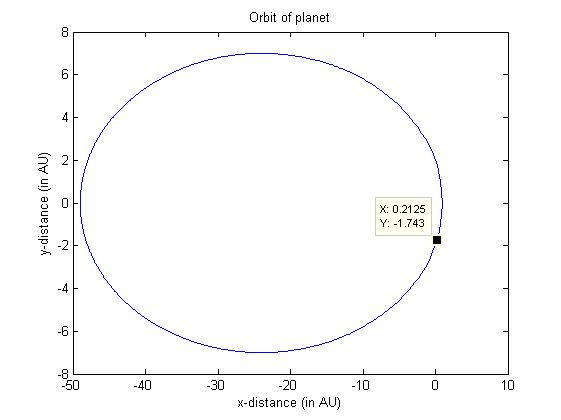 Orbit of planet
8
6
4
2
0
-2
-4
-6
-8
y-distance (in AU)
X: 0.2125
Y: -1.743
-50 -40 -30 -20 -10 0 10
x-distance (in AU)